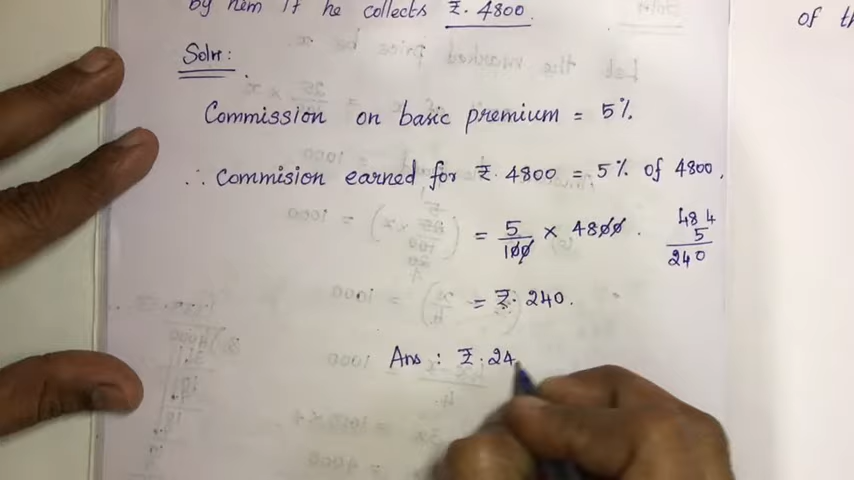 by him if he collects ₹. 4800.
of th
Soln:
Commission on basic premium = 5%.
∴ Commision earned for ₹. 4800 = 5% of 4800.
= 5/100 × 4800.
48 4
5
240
= ₹. 240.
Ans : ₹. 24